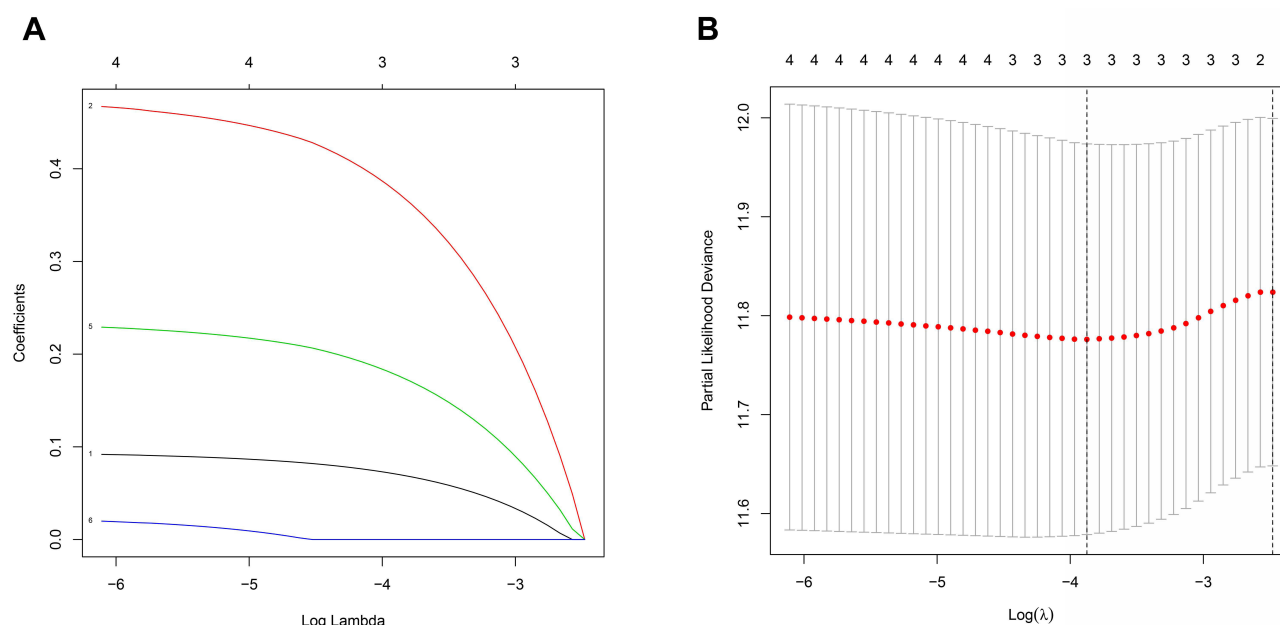 A
4 4 3 3
2
5
1
6
0.4
0.3
0.2
0.1
0.0
Coefficients
−6 −5 −4 −3
Log Lambda
B
4 4 4 4 4 4 4 4 4 3 3 3 3 3 3 3 3 3 3 2
12.0
11.9
11.8
11.7
11.6
Partial Likelihood Deviance
−6 −5 −4 −3
Log(λ)